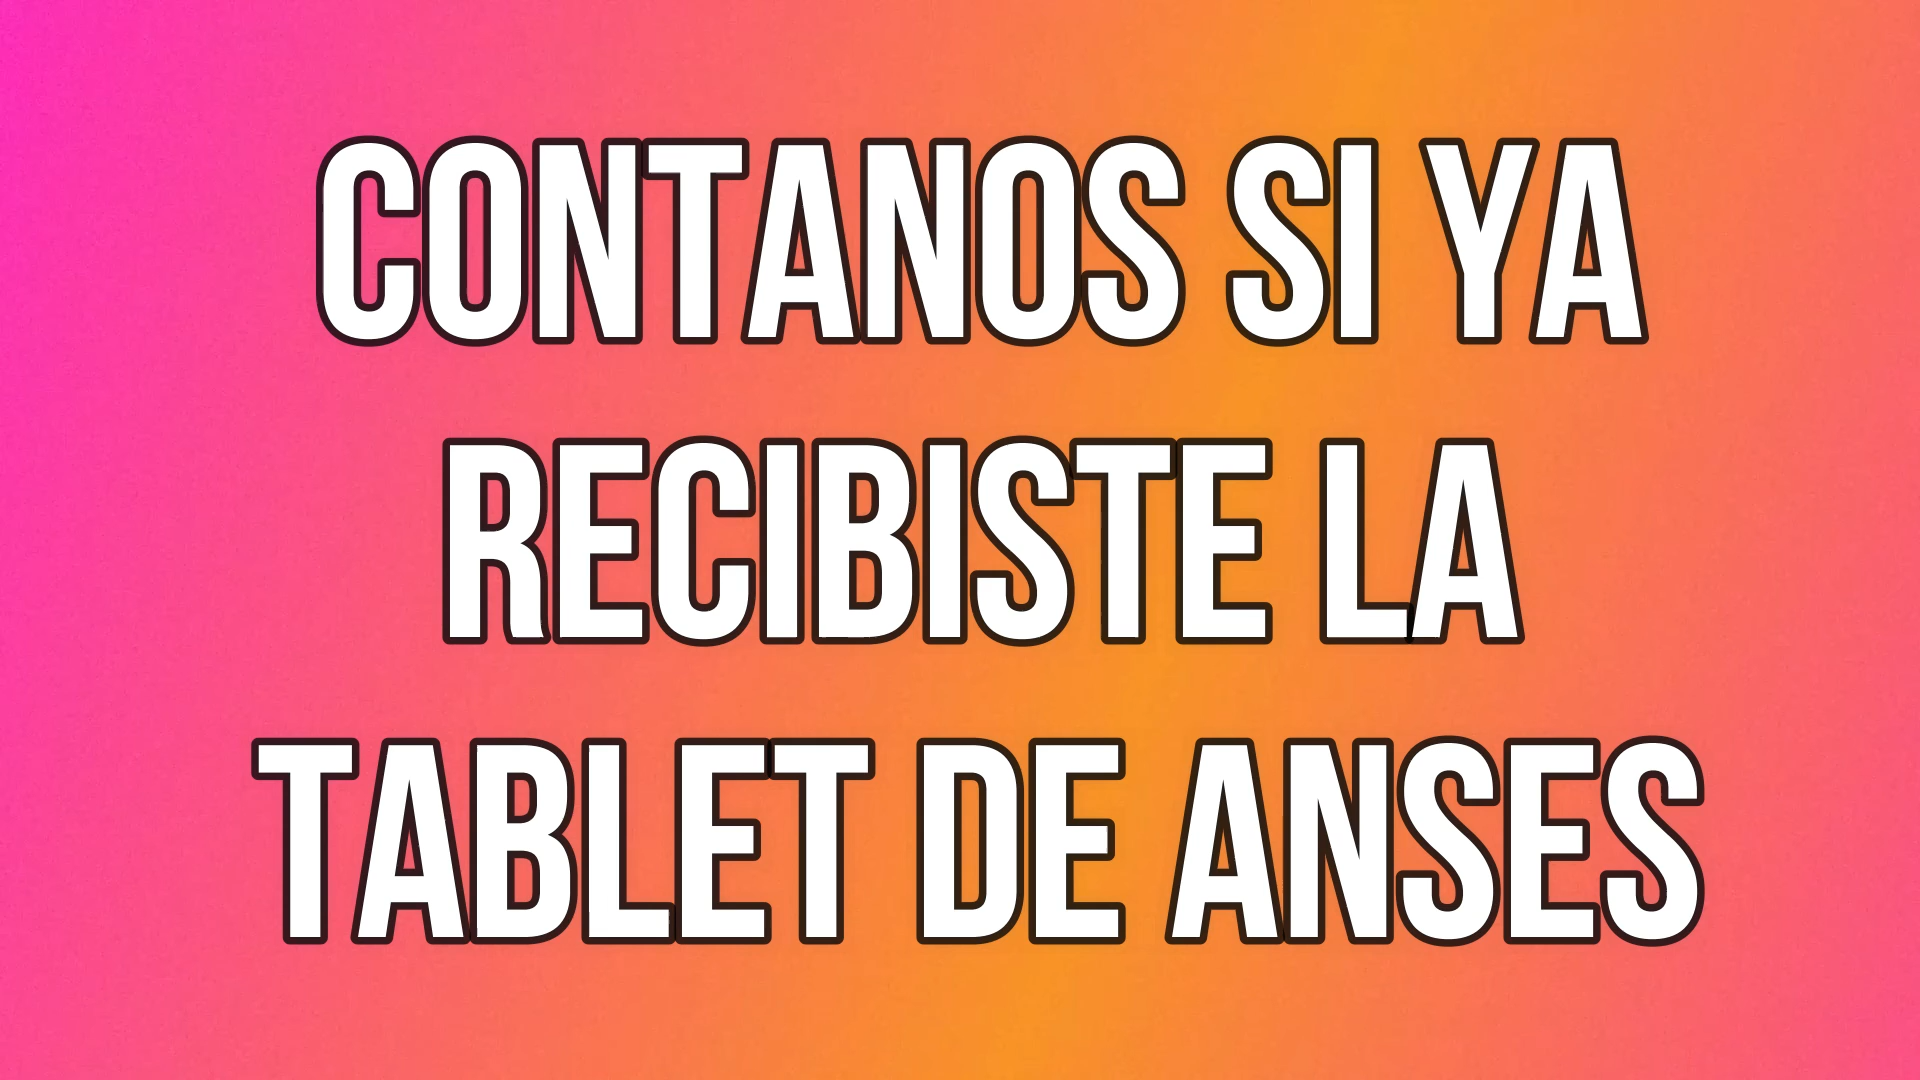 CONTANOS SI YA
RECIBISTE LA
TABLET DE ANSES